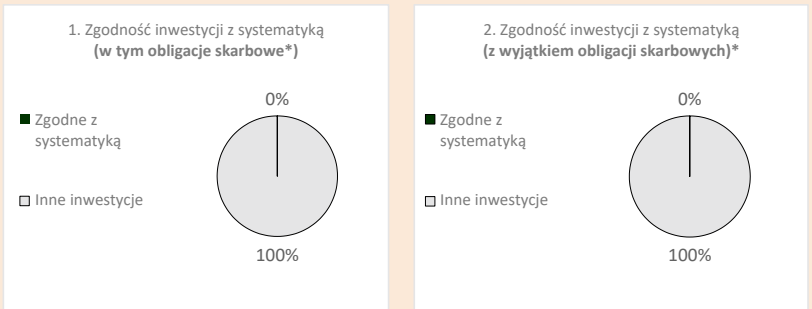 1. Zgodność inwestycji z systematyką
(w tym obligacje skarbowe*)
0%
Zgodne z
systematyką
Inne inwestycje
100%
2. Zgodność inwestycji z systematyką
(z wyjątkiem obligacji skarbowych)*
0%
Zgodne z
systematyką
Inne inwestycje
100%